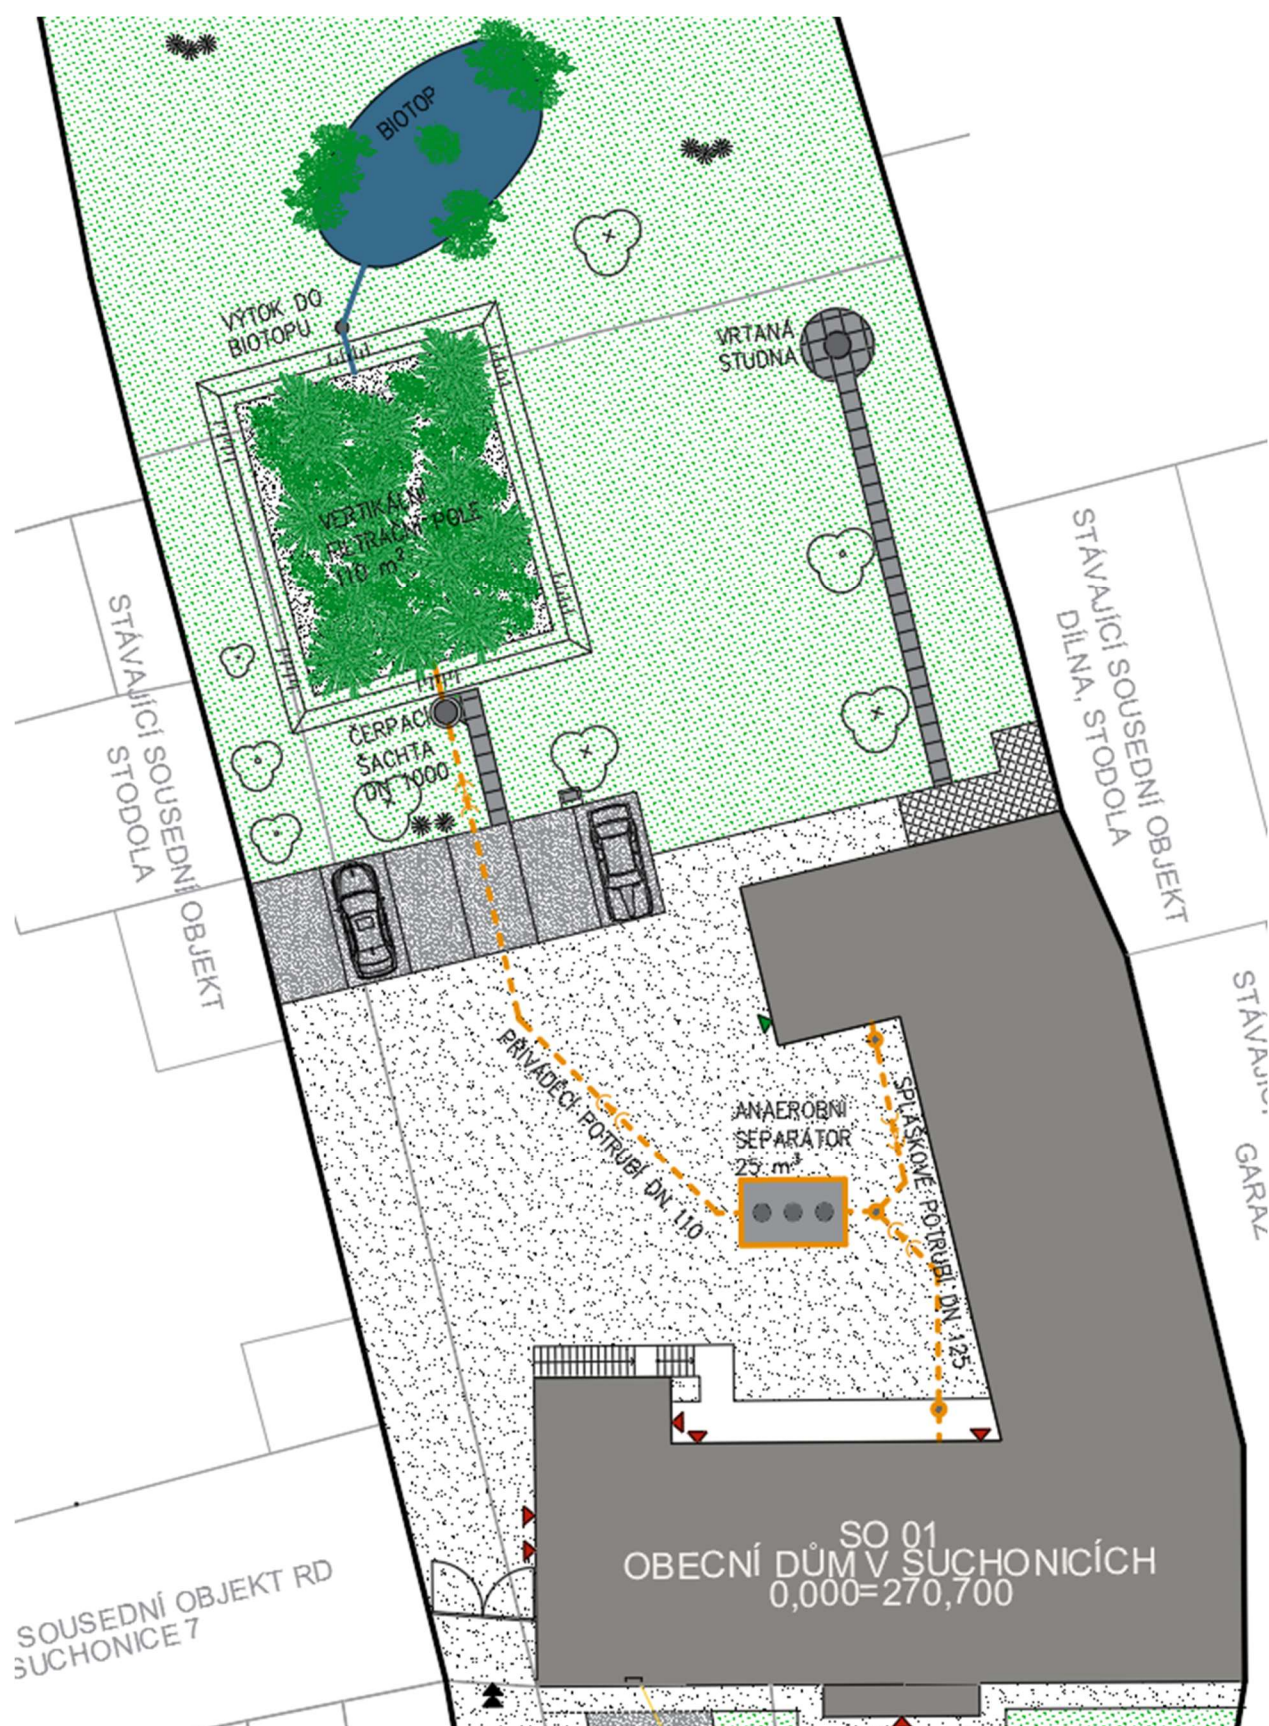 BIOTOP
VÝTOK DO
BIOTOPU
VRTANÁ
STUDNA
VERTIKÁLNÍ
FILTRAČNÍ POLE
110 m²
STÁVAJÍCÍ SOUSEDNÍ OBJEKT
STODOLA
STÁVAJÍCÍ SOUSEDNÍ OBJEKT
DÍLNA, STODOLA
ČERPACÍ
ŠACHTA
DN 1000
PŘIVÁDĚCÍ POTRUBÍ DN 110
ANAEROBNÍ
SEPARÁTOR
25 m³
SPLAŠKOVÉ POTRUBÍ DN 125
GARÁŽ
SO 01
OBECNÍ DŮM V SUCHONICÍCH
0,000=270,700
SOUSEDNÍ OBJEKT RD
SUCHONICE 7